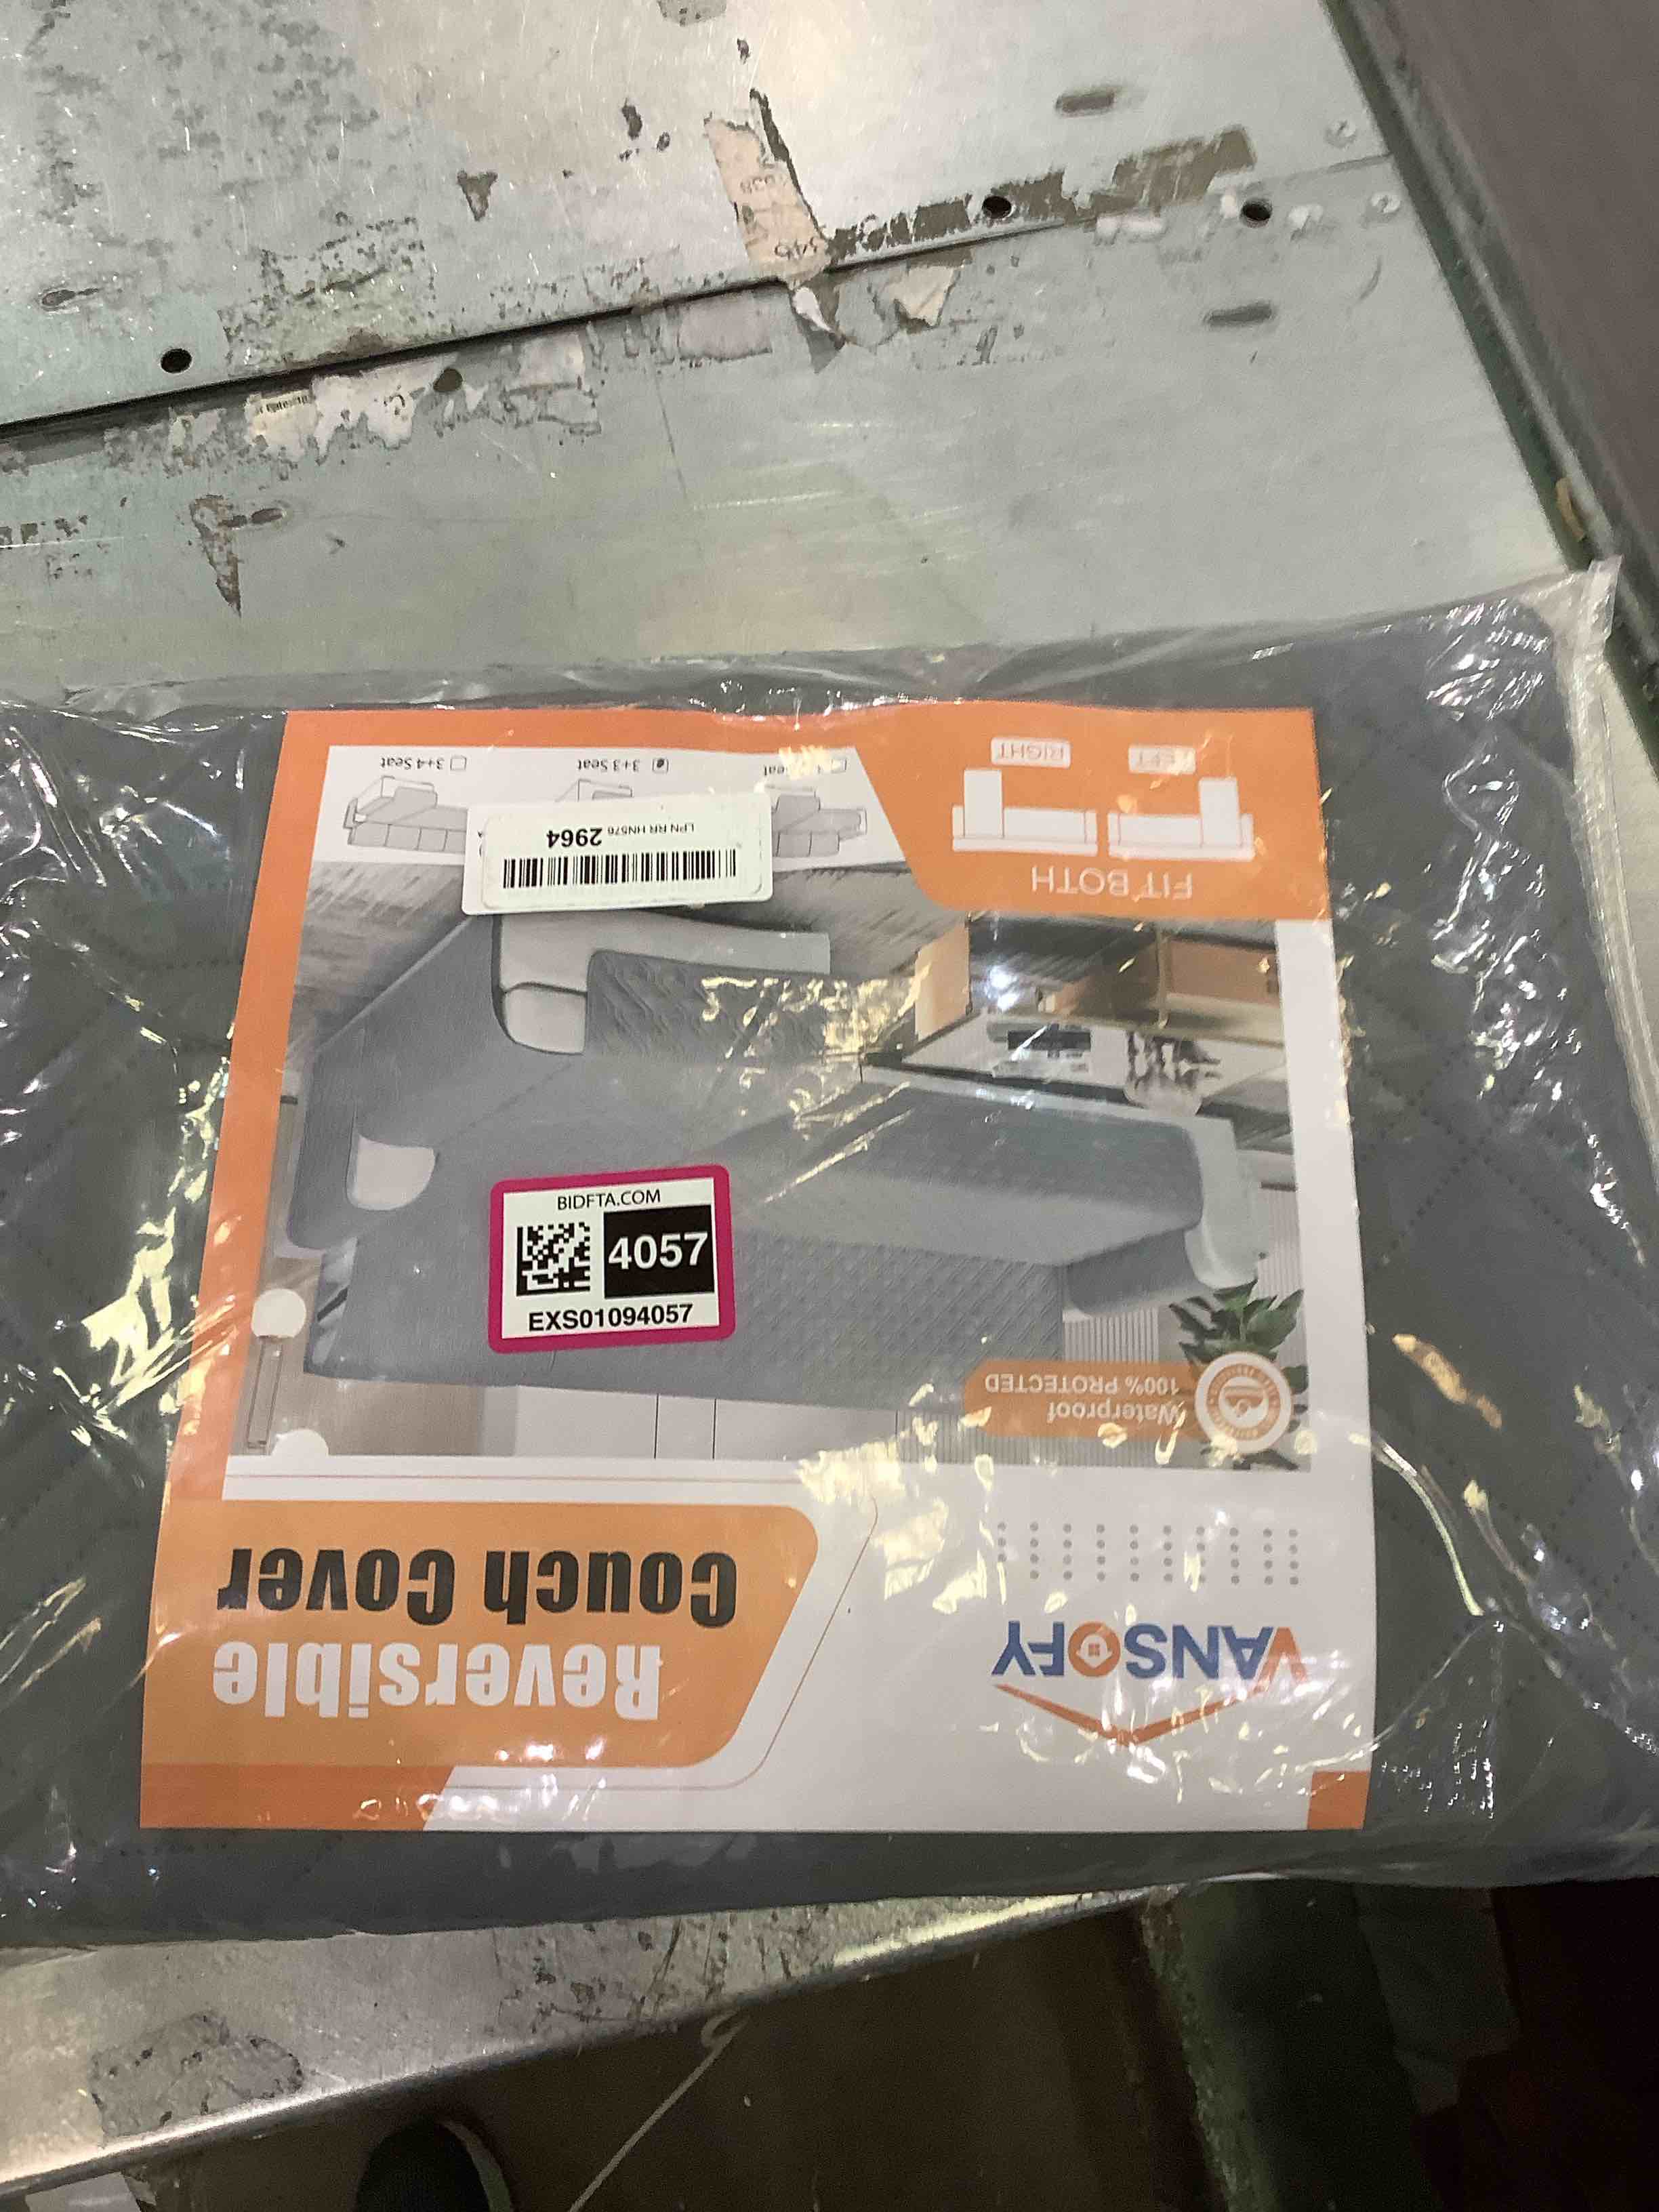 VANSOFY
Reversible
Couch Cover
Waterproof
100% PROTECTED
BIDFTA.COM
4057
EXS01094057
FIT BOTH
LEFT
RIGHT
LPN RR HN576 2964
3+3 Seat
3+4 Seat